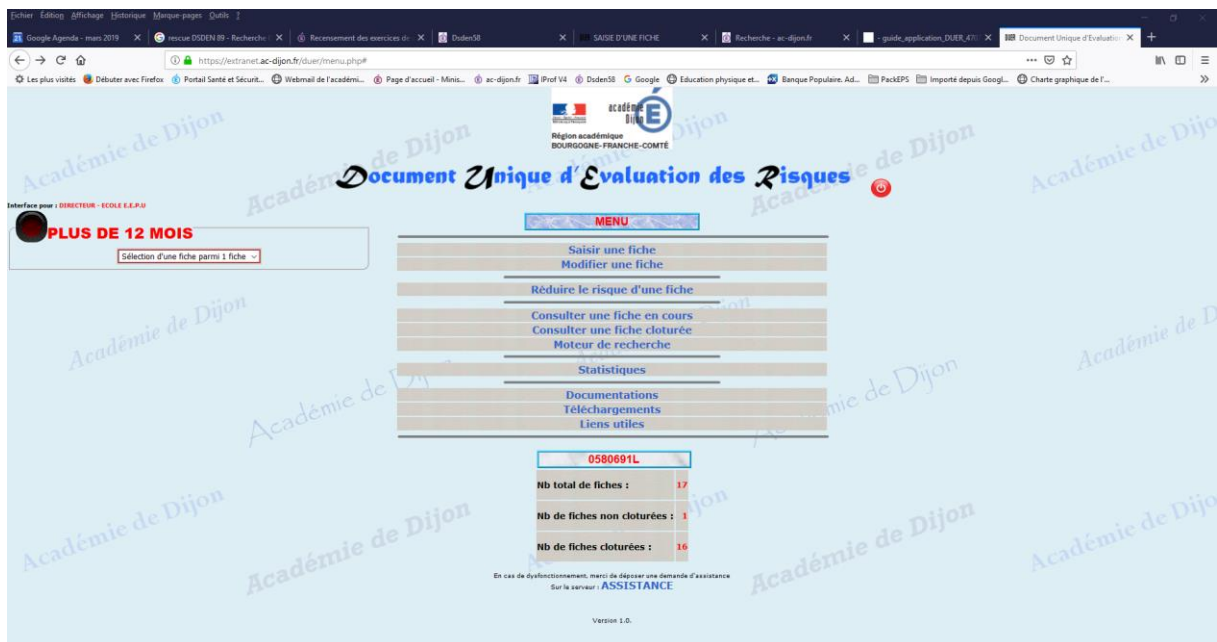 Fichier Édition Affichage Historique Marque-pages Outils ?
Google Agenda - mars 2019
rescue DSDEN 89 - Recherche
Recensement des exercices de
Dsden58
SAISIE D'UNE FICHE
Recherche - ac-dijon.fr
- guide_application_DUER_470
Document Unique d'Evaluation
https://extranet.ac-dijon.fr/duer/menu.php#
Les plus visités Débuter avec Firefox Portail Santé et Sécurit... Webmail de l'académi... Page d'accueil - Minis... ac-dijon.fr IProf V4 Dsden58 Google Education physique et... Banque Populaire. Ad... PackEPS Importé depuis Googl... Charte graphique de l'...
académie
Dijon
Région académique
BOURGOGNE-FRANCHE-COMTÉ
Document Unique d'Evaluation des Risques
Interface pour : DIRECTEUR - ECOLE E.E.P.U
PLUS DE 12 MOIS
Sélection d'une fiche parmi 1 fiche
MENU
Saisir une fiche
Modifier une fiche
Réduire le risque d'une fiche
Consulter une fiche en cours
Consulter une fiche cloturée
Moteur de recherche
Statistiques
Documentations
Téléchargements
Liens utiles
0580691L
Nb total de fiches : 17
Nb de fiches non cloturées : 1
Nb de fiches cloturées : 16
En cas de dysfonctionnement, merci de déposer une demande d'assistance
Sur le serveur : ASSISTANCE
Version 1.0.
Académie de Dijon